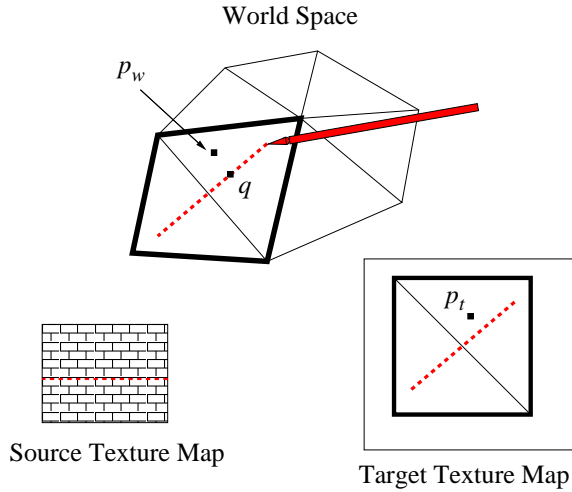 World Space
p_w
q
p_t
Source Texture Map
Target Texture Map